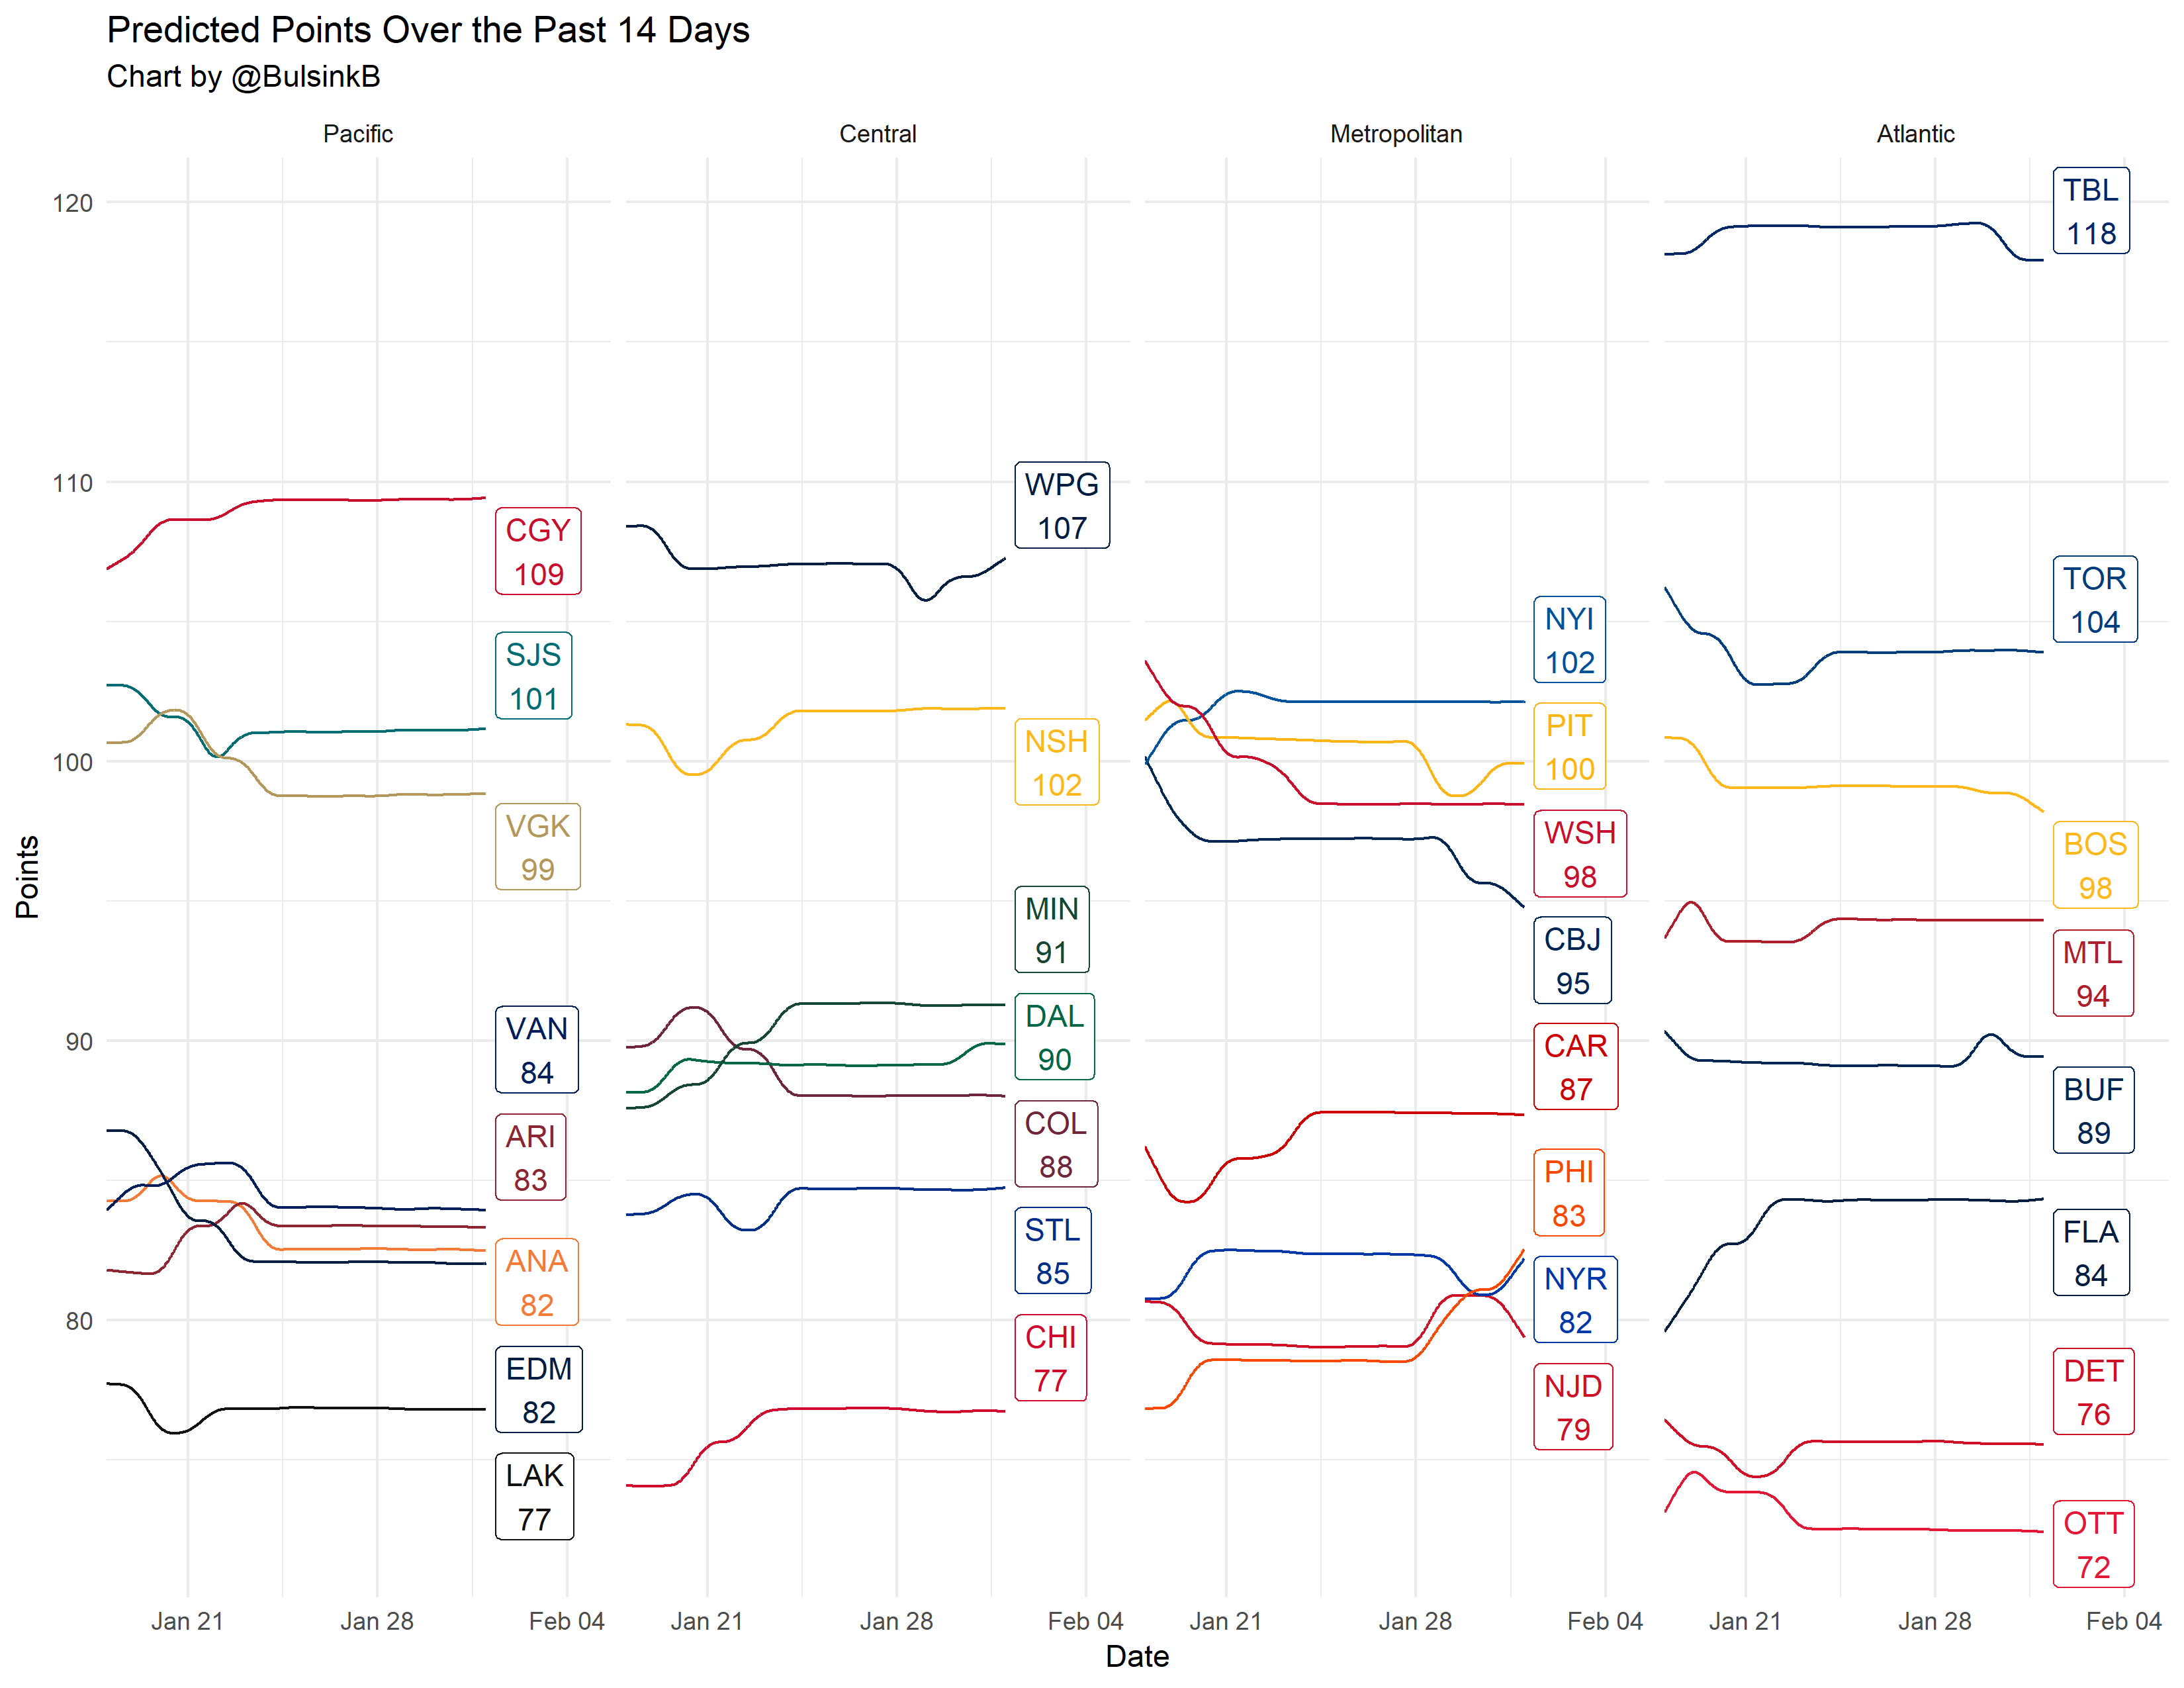 Predicted Points Over the Past 14 Days
Chart by @BulsinkB
Pacific
Central
Metropolitan
Atlantic
Points
120
110
100
90
80
CGY
109
SJS
101
VGK
99
VAN
84
ARI
83
ANA
82
EDM
82
LAK
77
WPG
107
NSH
102
MIN
91
DAL
90
COL
88
STL
85
CHI
77
NYI
102
PIT
100
WSH
98
CBJ
95
CAR
87
PHI
83
NYR
82
NJD
79
TBL
118
TOR
104
BOS
98
MTL
94
BUF
89
FLA
84
DET
76
OTT
72
Jan 21 Jan 28 Feb 04
Jan 21 Jan 28 Feb 04
Jan 21 Jan 28 Feb 04
Jan 21 Jan 28 Feb 04
Date